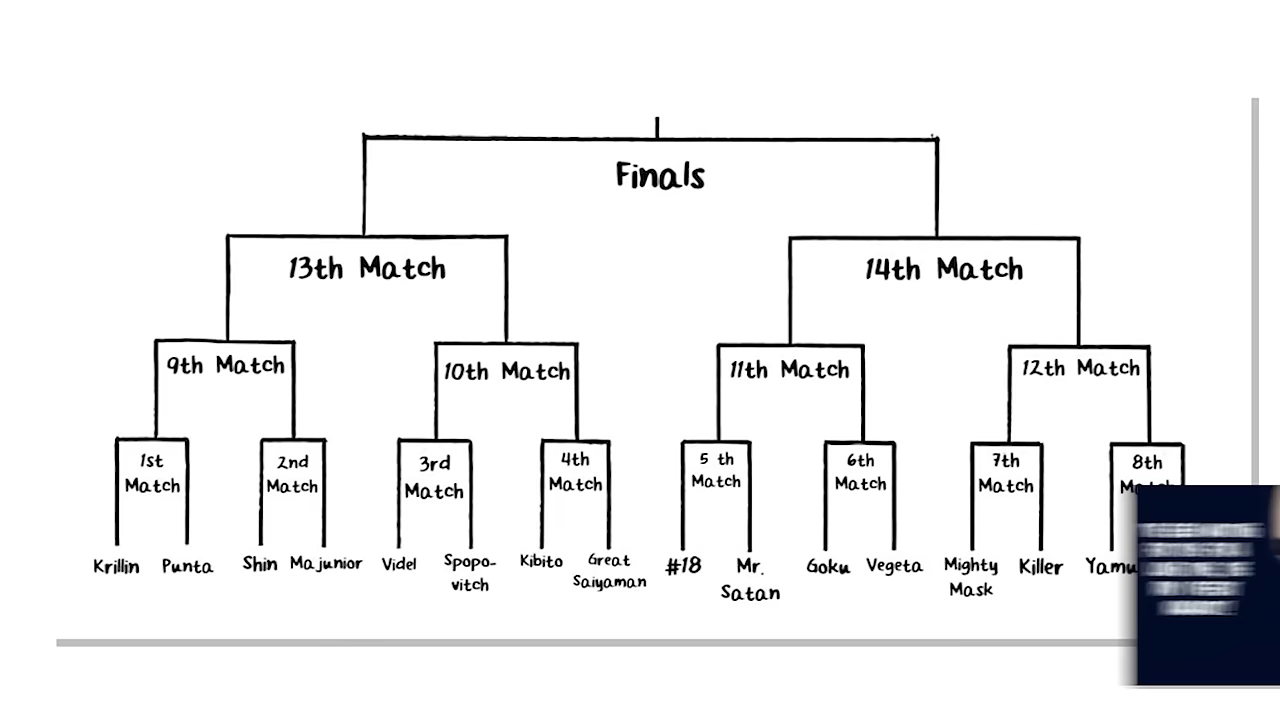 Finals
13th Match
14th Match
9th Match
10th Match
11th Match
12th Match
1st
Match
2nd
Match
3rd
Match
4th
Match
5 th
Match
6th
Match
7th
Match
8th
Krillin
Punta
Shin
Majunior
Videl
Spopo-
vitch
Kibito
Great
Saiyaman
#18
Mr.
Satan
Goku
Vegeta
Mighty
Mask
Killer
Yamu